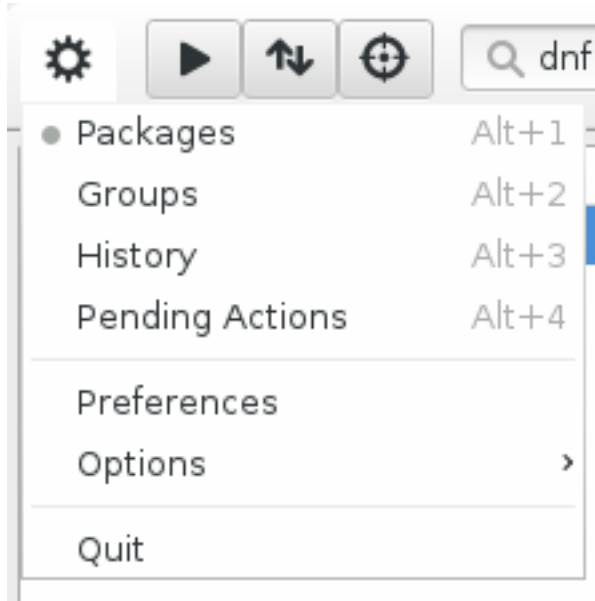 dnf
Packages Alt+1
Groups Alt+2
History Alt+3
Pending Actions Alt+4
Preferences
Options
Quit